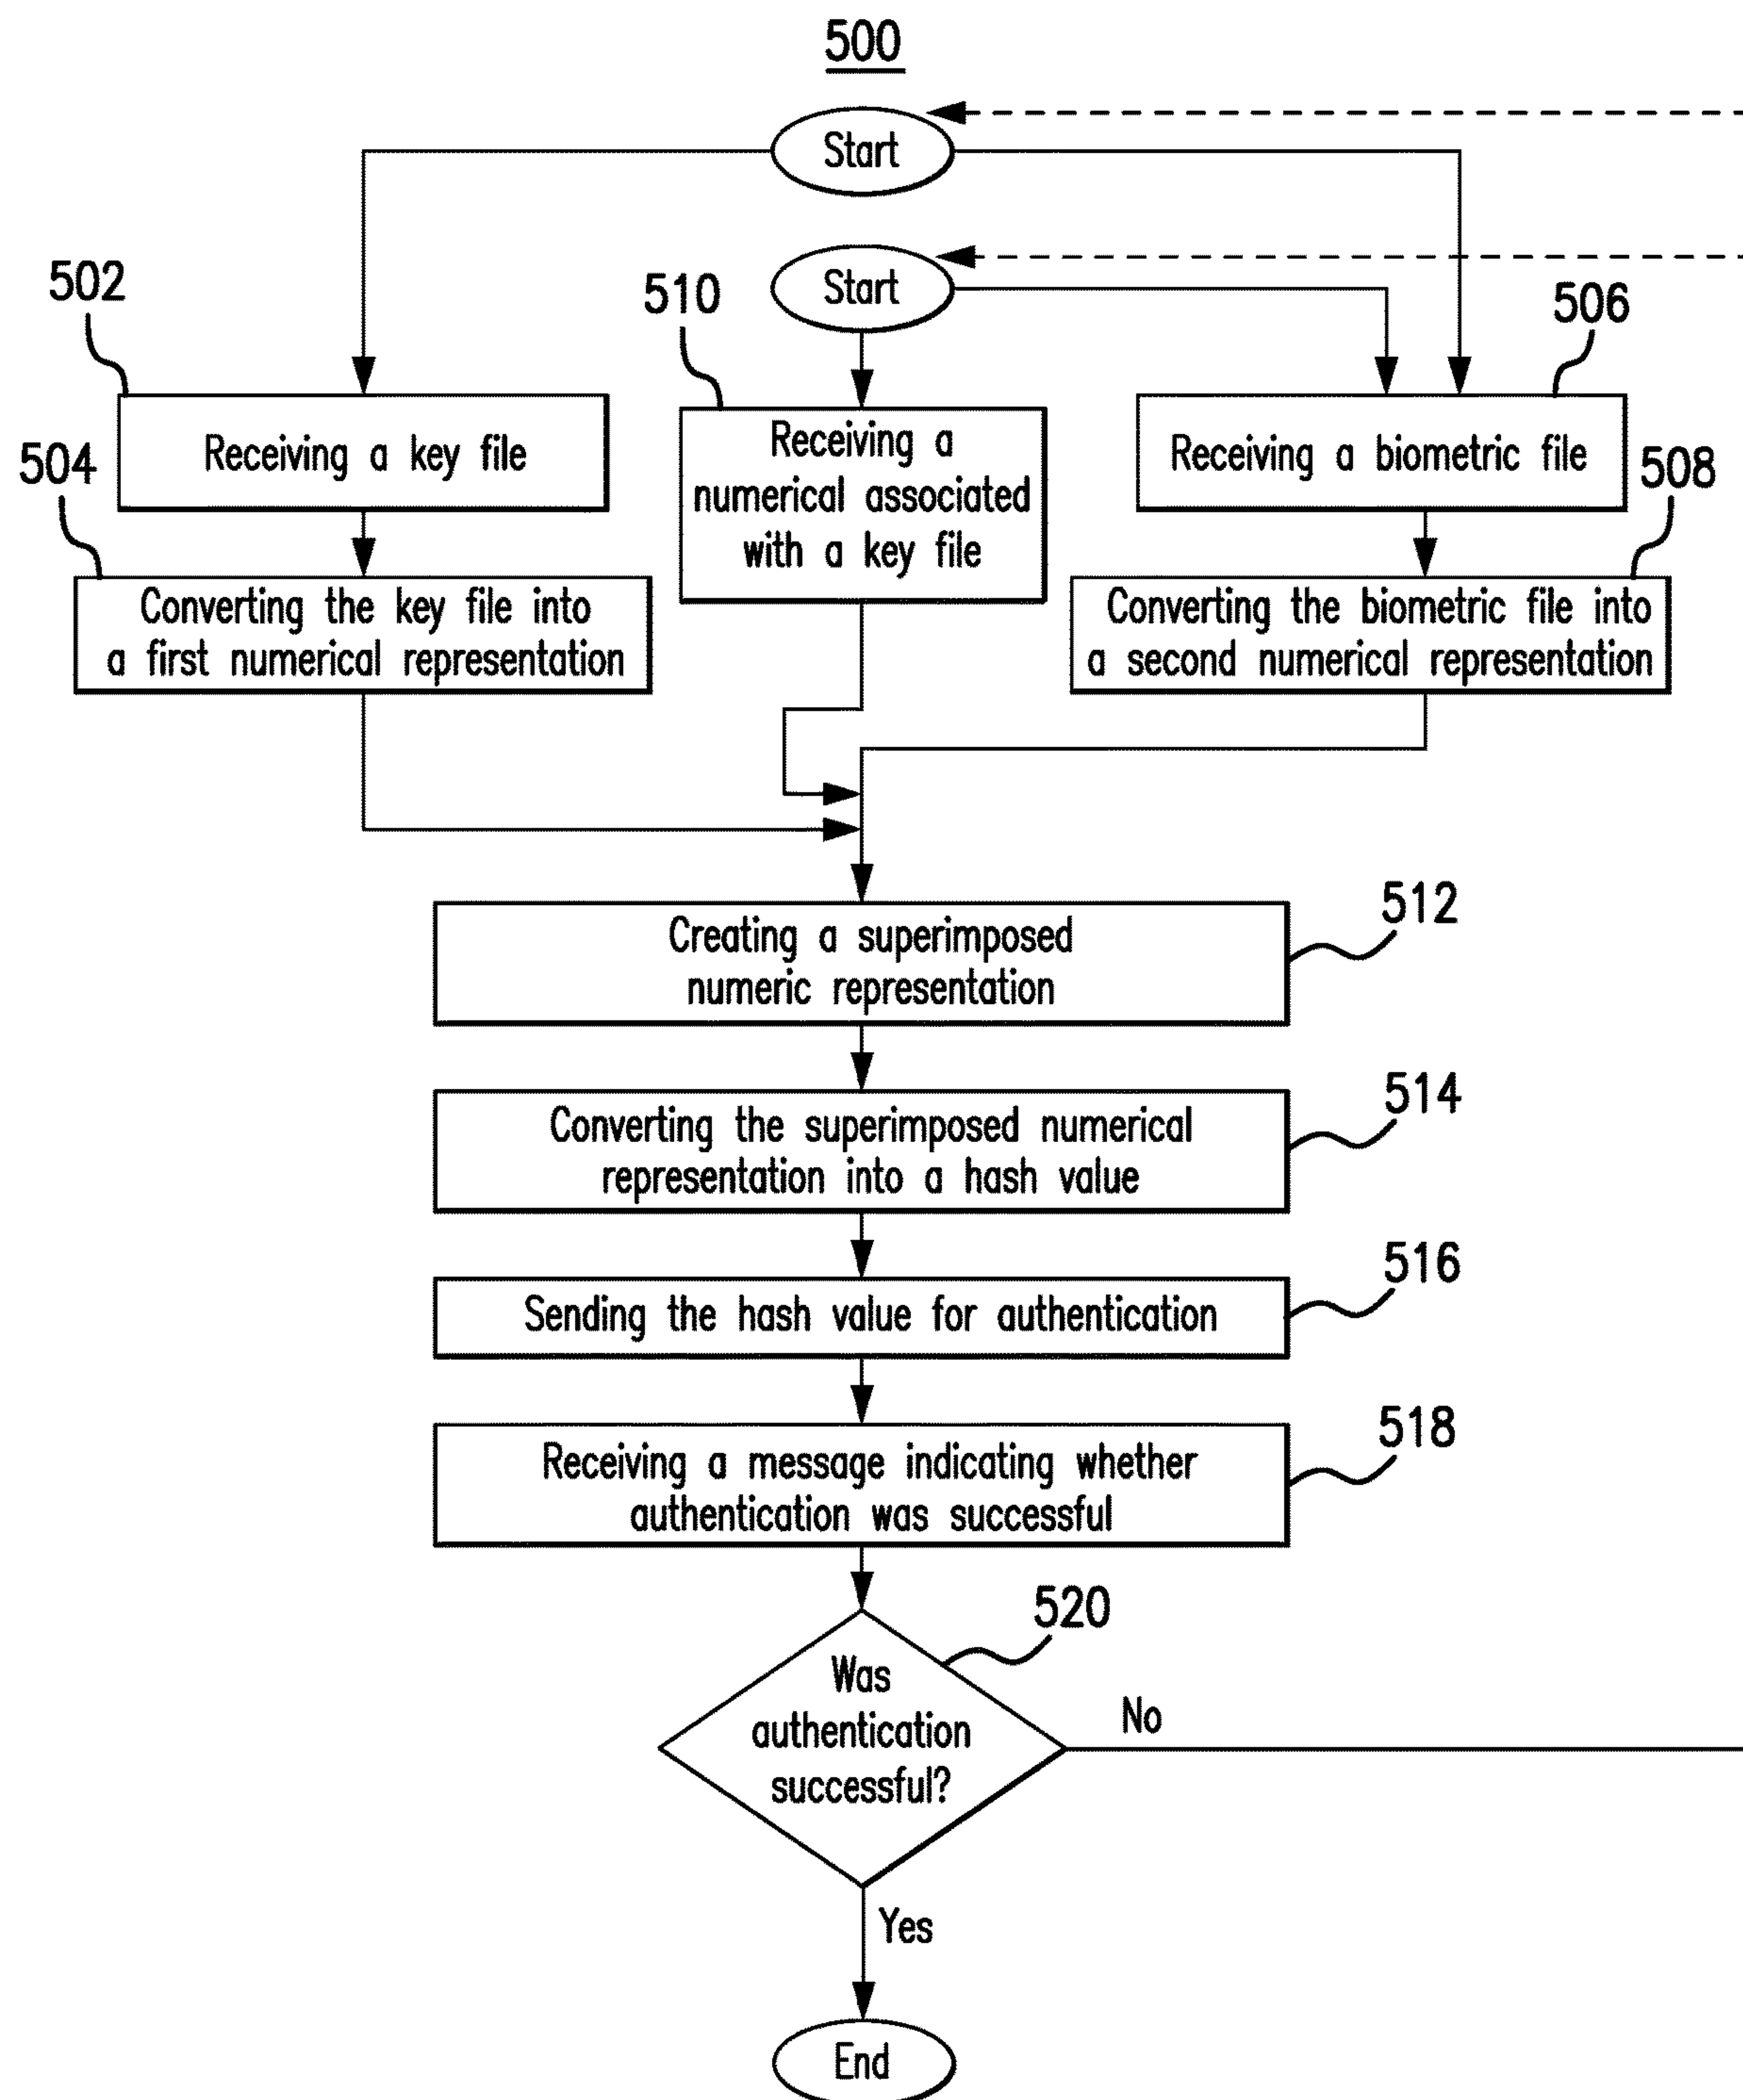 500
Start
Start
502
510
506
Receiving a key file
504
Receiving a
numerical associated
with a key file
Receiving a biometric file
508
Converting the key file into
a first numerical representation
Converting the biometric file into
a second numerical representation
Creating a superimposed
numeric representation
512
Converting the superimposed numerical
representation into a hash value
514
Sending the hash value for authentication
516
Receiving a message indicating whether
authentication was successful
518
520
Was
authentication
successful?
No
Yes
End